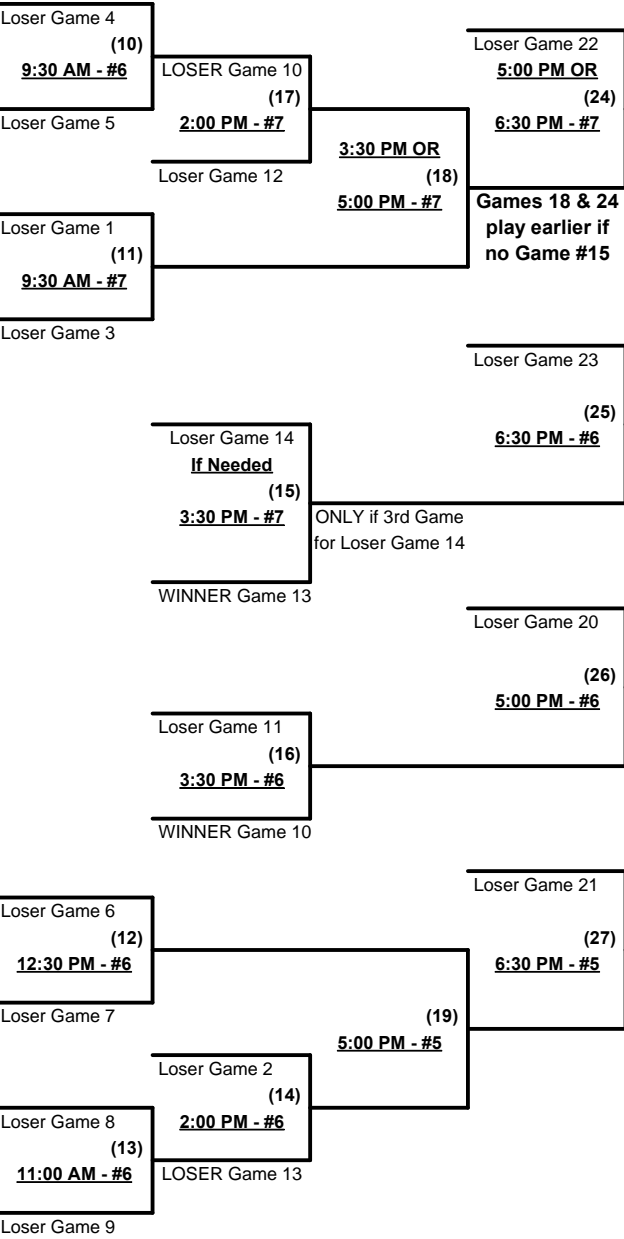 Loser Game 4
(10)
9:30 AM - #6
Loser Game 5
LOSER Game 10
(17)
2:00 PM - #7
Loser Game 12
3:30 PM OR
(18)
5:00 PM - #7
Loser Game 22
5:00 PM OR
(24)
6:30 PM - #7
Games 18 & 24
play earlier if
no Game #15
Loser Game 1
(11)
9:30 AM - #7
Loser Game 3
Loser Game 23
(25)
6:30 PM - #6
Loser Game 14
If Needed
(15)
3:30 PM - #7
ONLY if 3rd Game
for Loser Game 14
WINNER Game 13
Loser Game 20
(26)
5:00 PM - #6
Loser Game 11
(16)
3:30 PM - #6
WINNER Game 10
Loser Game 21
(27)
6:30 PM - #5
Loser Game 6
(12)
12:30 PM - #6
Loser Game 7
(19)
5:00 PM - #5
Loser Game 2
(14)
2:00 PM - #6
LOSER Game 13
Loser Game 8
(13)
11:00 AM - #6
Loser Game 9